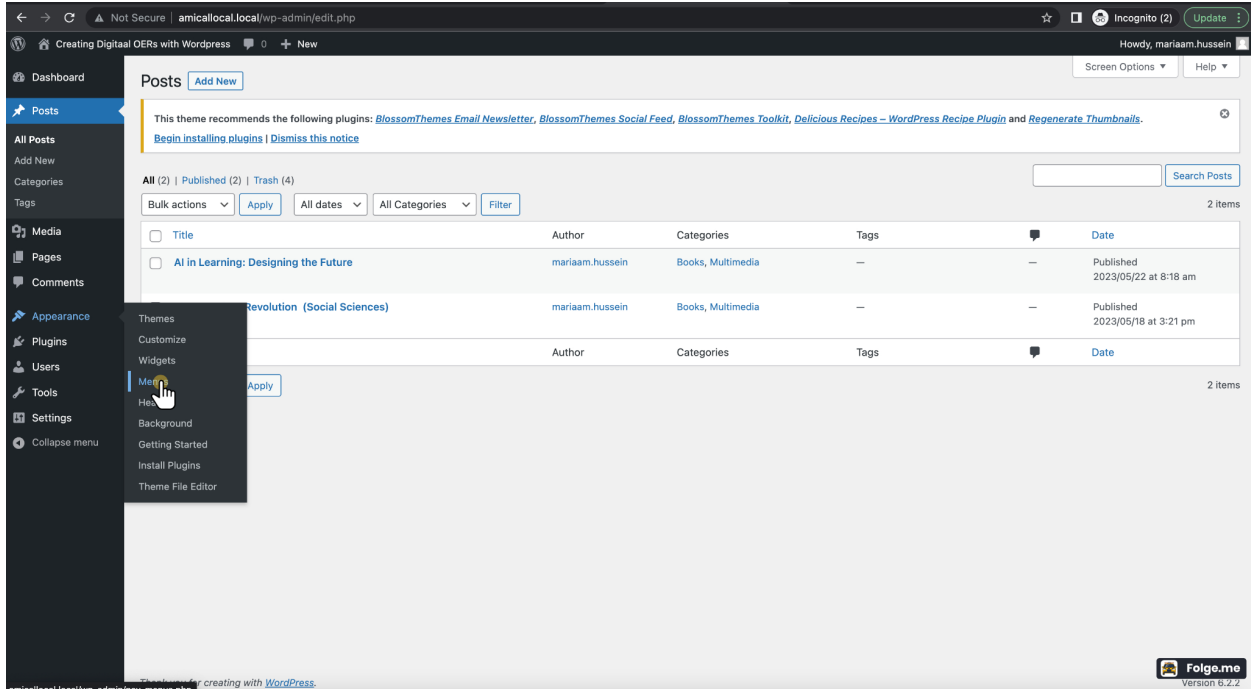 Not Secure | amicallocal.local/wp-admin/edit.php
Incognito (2)
Update
Creating Digitaal OERs with Wordpress
0
New
Howdy, mariaam.hussein
Dashboard
Posts
All Posts
Add New
Categories
Tags
Media
Pages
Comments
Appearance
Plugins
Users
Tools
Settings
Collapse menu
Themes
Customize
Widgets
Background
Getting Started
Install Plugins
Theme File Editor
Screen Options
Help
Posts
Add New
This theme recommends the following plugins: BlossomThemes Email Newsletter, BlossomThemes Social Feed, BlossomThemes Toolkit, Delicious Recipes – WordPress Recipe Plugin and Regenerate Thumbnails.
Begin installing plugins | Dismiss this notice
All (2) | Published (2) | Trash (4)
Search Posts
Bulk actions
Apply
All dates
All Categories
Filter
2 items
Title
Author
Categories
Tags
Date
AI in Learning: Designing the Future
mariaam.hussein
Books, Multimedia
—
—
Published
2023/05/22 at 8:18 am
Revolution (Social Sciences)
mariaam.hussein
Books, Multimedia
—
—
Published
2023/05/18 at 3:21 pm
Author
Categories
Tags
Date
Apply
2 items
for creating with WordPress.
Folge.me
Version 6.2.2